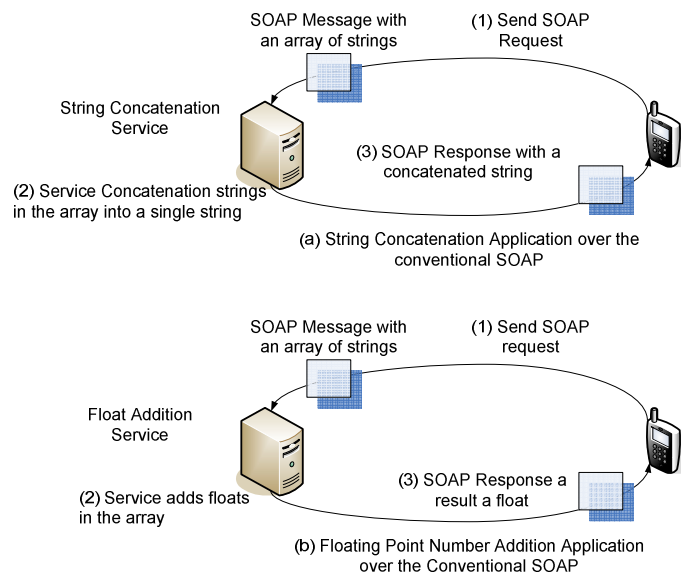 SOAP Message with
an array of strings
(1) Send SOAP
Request
String Concatenation
Service
(3) SOAP Response with a
concatenated string
(2) Service Concatenation strings
in the array into a single string
(a) String Concatenation Application over the
conventional SOAP
SOAP Message with
an array of strings
(1) Send SOAP
request
Float Addition
Service
(3) SOAP Response a
result a float
(2) Service adds floats
in the array
(b) Floating Point Number Addition Application
over the Conventional SOAP